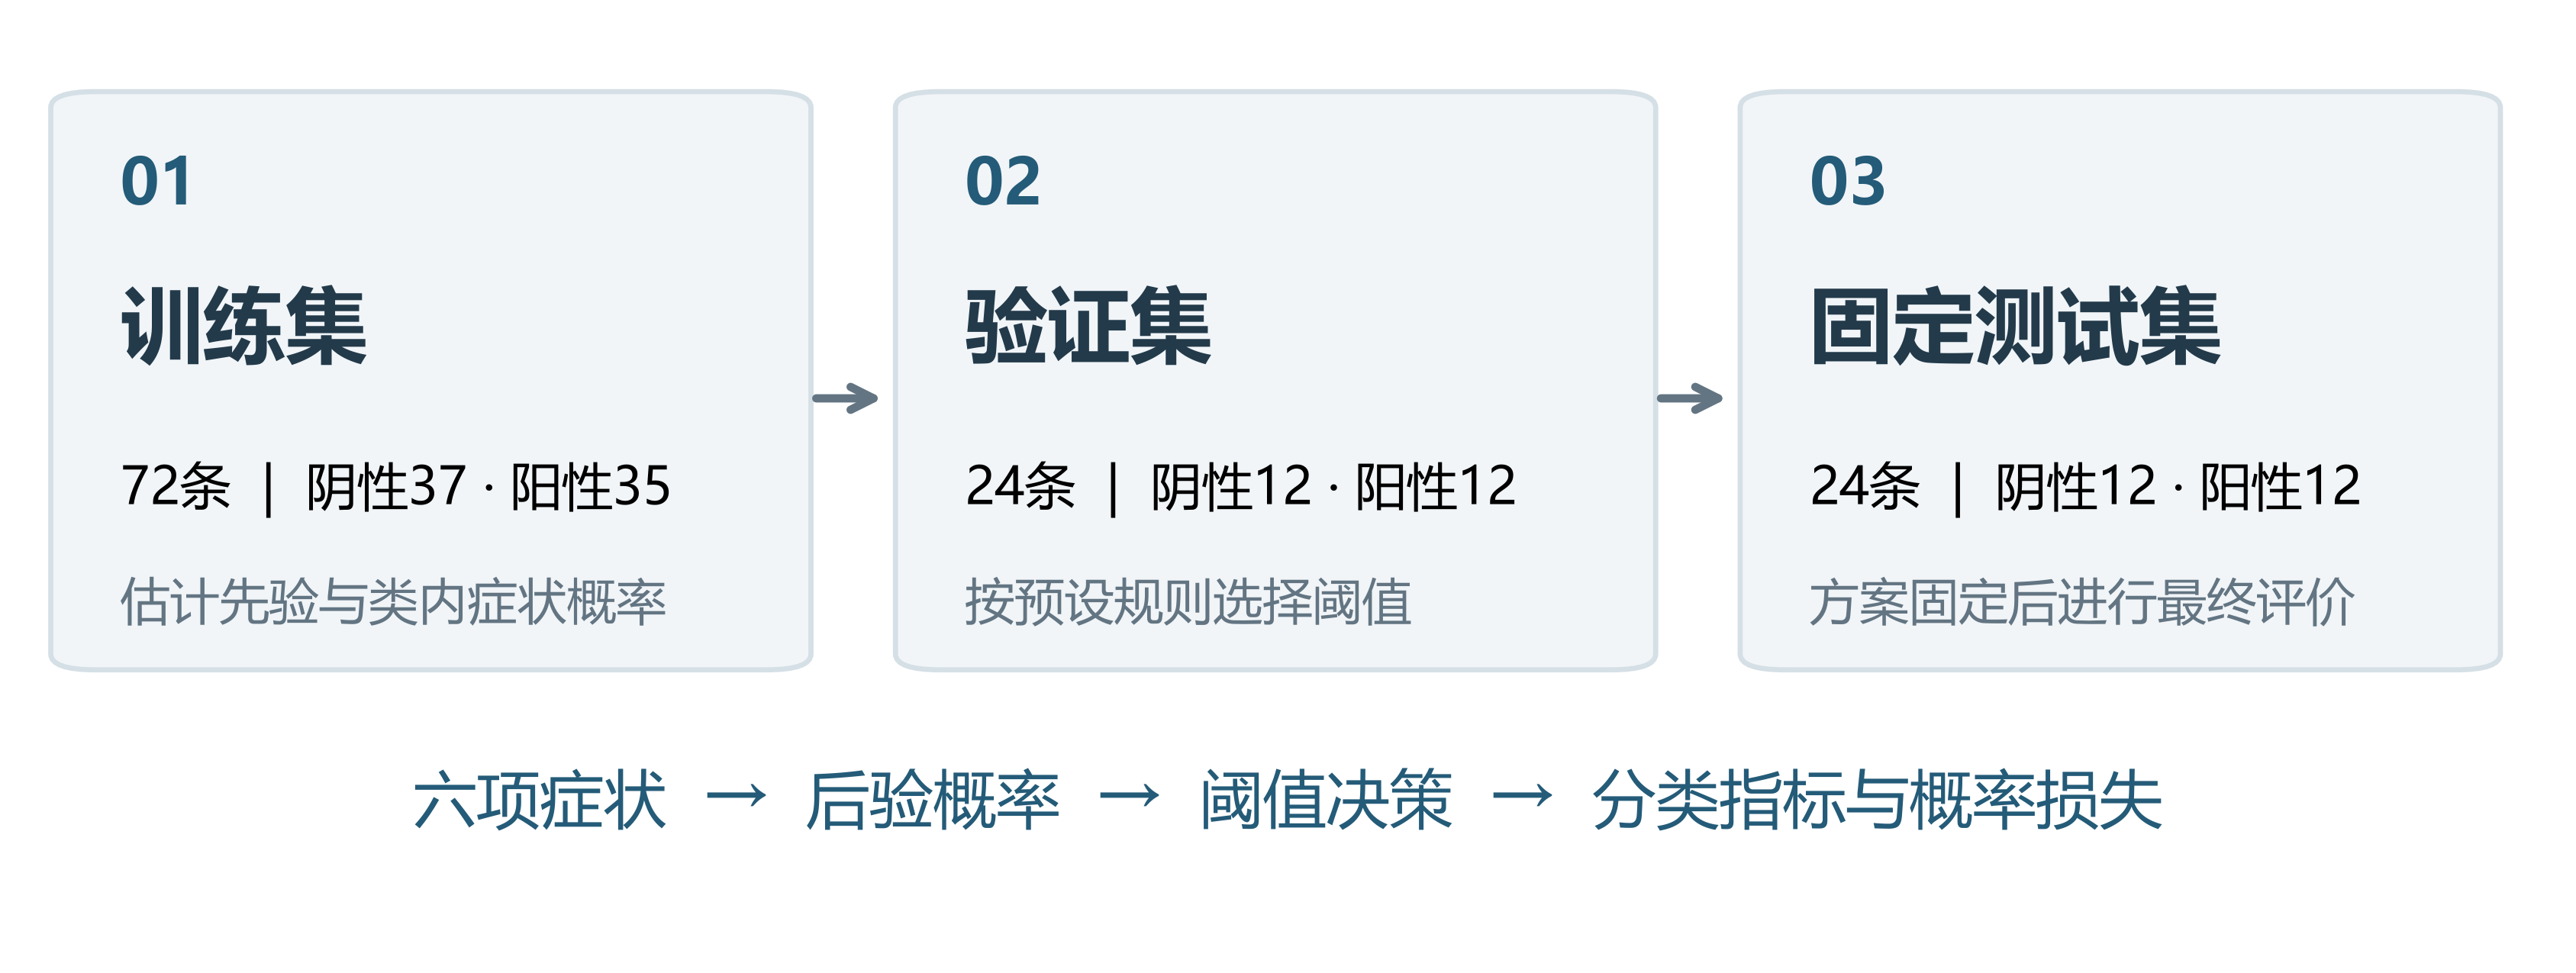 01
训练集
72条 | 阴性37 · 阳性35
估计先验与类内症状概率
02
验证集
24条 | 阴性12 · 阳性12
按预设规则选择阈值
03
固定测试集
24条 | 阴性12 · 阳性12
方案固定后进行最终评价
六项症状 → 后验概率 → 阈值决策 → 分类指标与概率损失